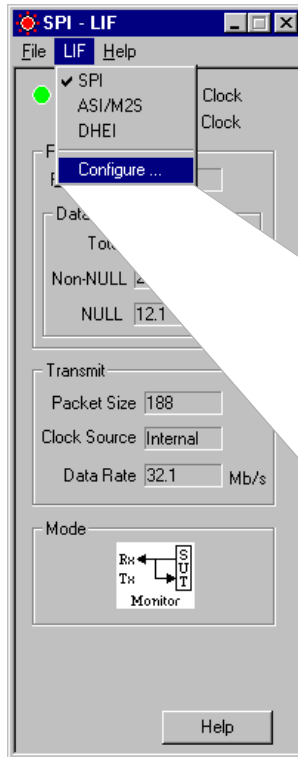 SPI - LIF
File LIF Help
SPI
ASI/M2S
DHEI
Configure ...
Clock
Clock
Data
Non-NULL
NULL 12.1
Transmit
Packet Size 188
Clock Source Internal
Data Rate 32.1 Mb/s
Mode
Rx
Tx
SUT
Monitor
Help